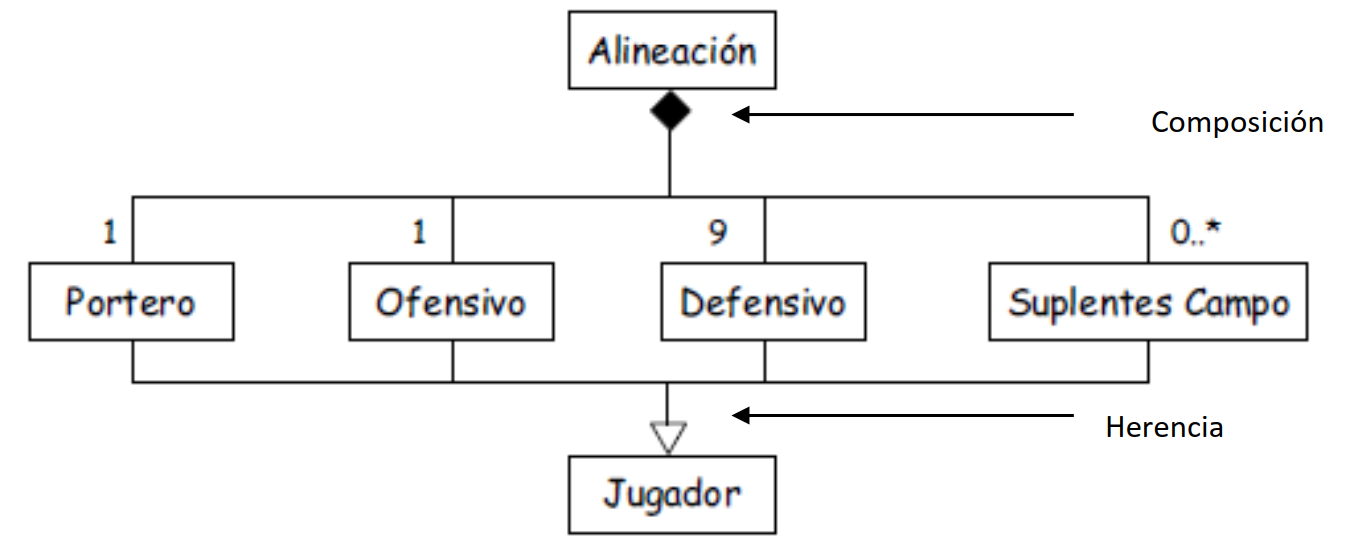 Alineación
Composición
1
1
9
0..*
Portero
Ofensivo
Defensivo
Suplentes Campo
Herencia
Jugador